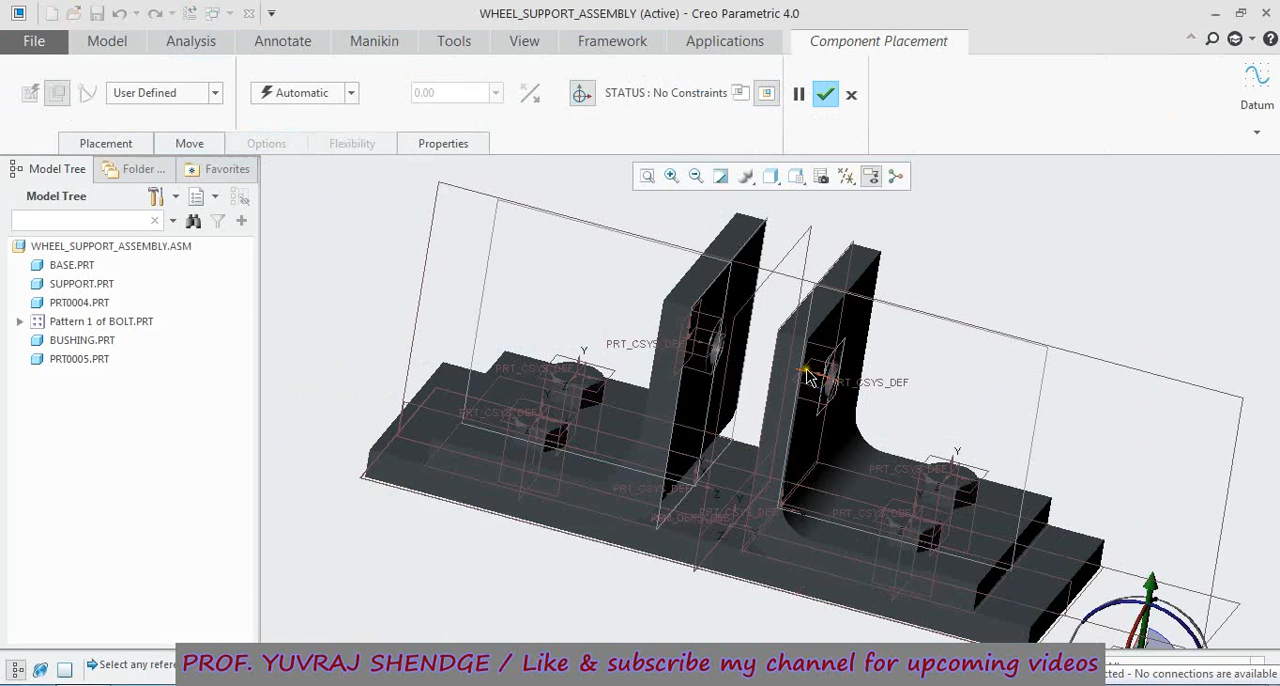 WHEEL_SUPPORT_ASSEMBLY (Active) - Creo Parametric 4.0
File Model Analysis Annotate Manikin Tools View Framework Applications Component Placement
User Defined Automatic 0.00 STATUS : No Constraints Datum
Placement Move Options Flexibility Properties
Model Tree Folder ... Favorites
Model Tree
WHEEL_SUPPORT_ASSEMBLY.ASM
BASE.PRT
SUPPORT.PRT
PRT0004.PRT
Pattern 1 of BOLT.PRT
BUSHING.PRT
PRT0005.PRT
PRT_CSYS_DEF
Y
PRT_CSYS_DEF
PRT_CSYS_DEF
Z
Y
PRT_CSYS_DEF
Y
PRT_CSYS_DEF
Z
PRT_CSYS_DEF
Z
Y
PRT_CSYS_DEF
PRT_CSYS_DEF
Z
Select any refere
PROF. YUVRAJ SHENDGE / Like & subscribe my channel for upcoming videos
cted - No connections are available